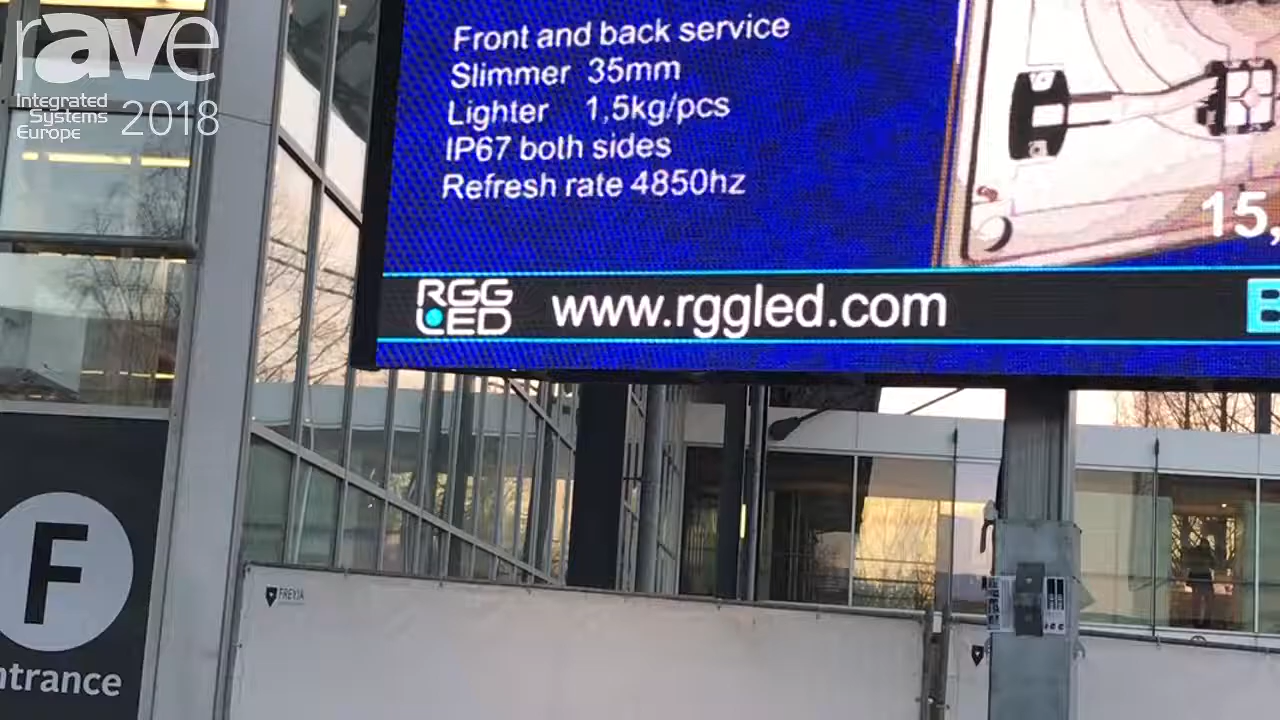 rAVe
Integrated
Systems
Europe 2018
Front and back service
Slimmer 35mm
Lighter 1,5kg/pcs
IP67 both sides
Refresh rate 4850hz
15,
RGG
LED
www.rggled.com
B
F
ntrance
FREYJA